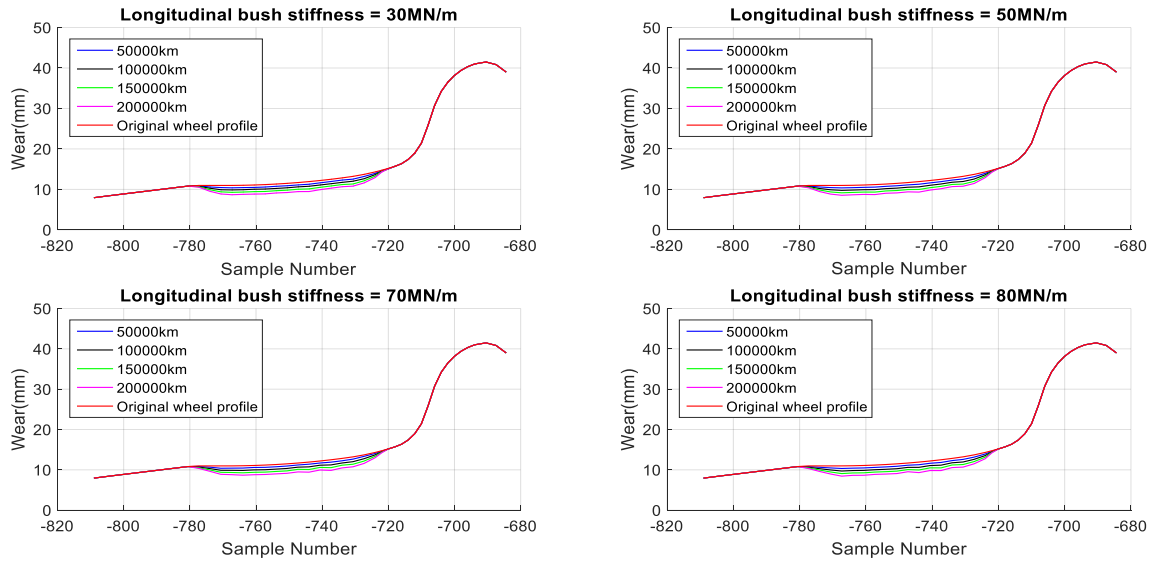 Longitudinal bush stiffness = 30MN/m
50
40
30
20
10
0
Wear(mm)
50000km
100000km
150000km
200000km
Original wheel profile
-820 -800 -780 -760 -740 -720 -700 -680
Sample Number
Longitudinal bush stiffness = 50MN/m
50
40
30
20
10
0
Wear(mm)
50000km
100000km
150000km
200000km
Original wheel profile
-820 -800 -780 -760 -740 -720 -700 -680
Sample Number
Longitudinal bush stiffness = 70MN/m
50
40
30
20
10
0
Wear(mm)
50000km
100000km
150000km
200000km
Original wheel profile
-820 -800 -780 -760 -740 -720 -700 -680
Sample Number
Longitudinal bush stiffness = 80MN/m
50
40
30
20
10
0
Wear(mm)
50000km
100000km
150000km
200000km
Original wheel profile
-820 -800 -780 -760 -740 -720 -700 -680
Sample Number